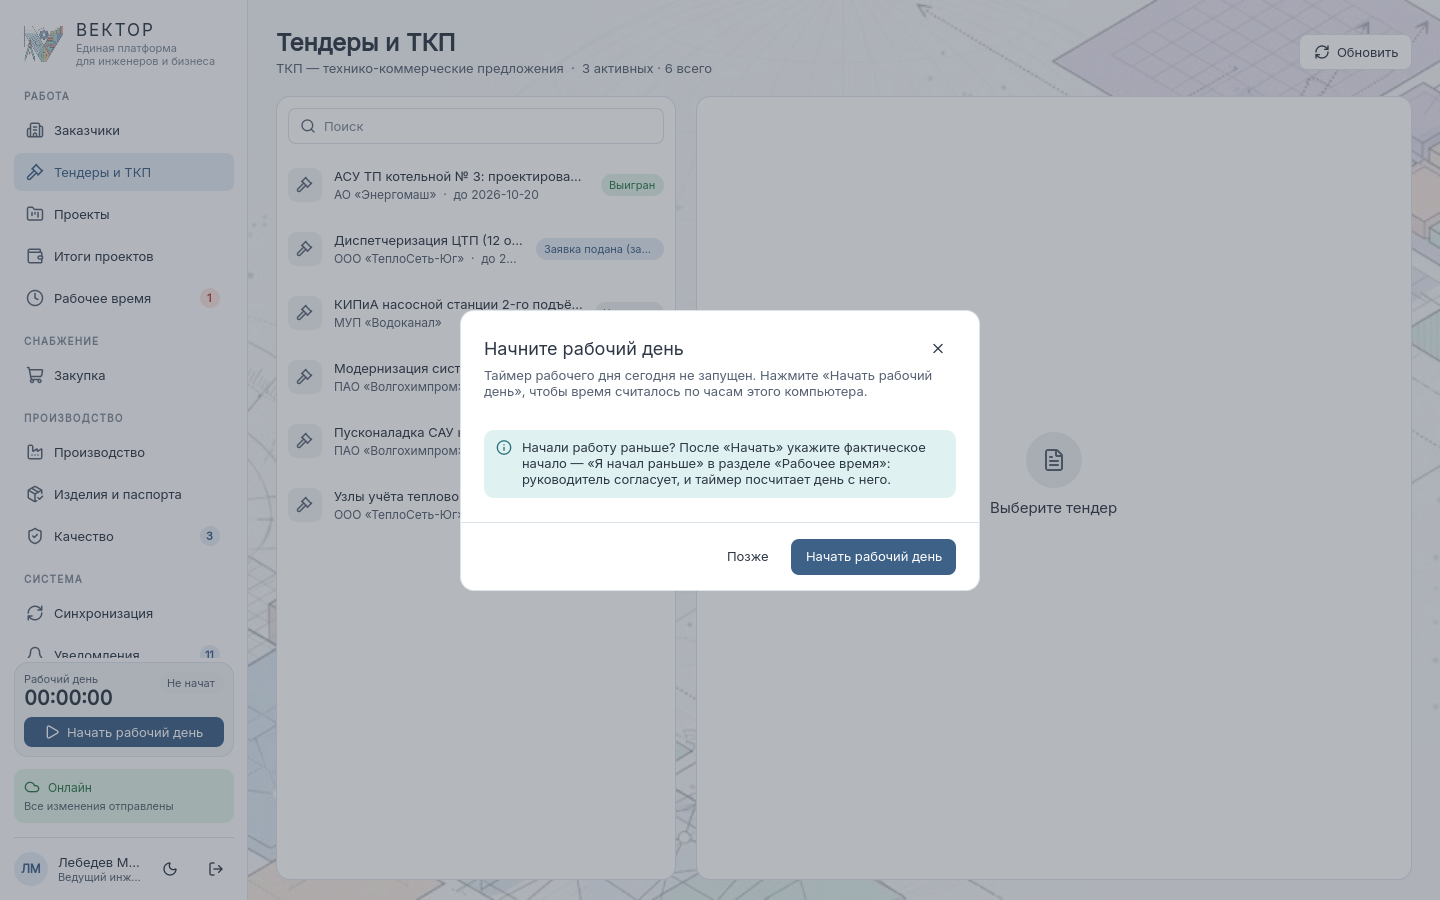 ВЕКТОР
Единая платформа
для инженеров и бизнеса
РАБОТА
Заказчики
Тендеры и ТКП
Проекты
Итоги проектов
Рабочее время 1
СНАБЖЕНИЕ
Закупка
ПРОИЗВОДСТВО
Производство
Изделия и паспорта
Качество 3
СИСТЕМА
Синхронизация
Уведомления 11
Рабочий день
Не начат
00:00:00
Начать рабочий день
Онлайн
Все изменения отправлены
ЛМ
Лебедев М...
Ведущий инж...
Тендеры и ТКП
ТКП — технико-коммерческие предложения · 3 активных · 6 всего
Обновить
Поиск
АСУ ТП котельной № 3: проектирова...
АО «Энергомаш» · до 2026-10-20
Выигран
Диспетчеризация ЦТП (12 о...
ООО «ТеплоСеть-Юг» · до 2...
Заявка подана (за...
КИПиА насосной станции 2-го подъё...
МУП «Водоканал»
Модернизация сист
ПАО «Волгохимпром»
Пусконаладка САУ
ПАО «Волгохимпром»
Узлы учёта теплово
ООО «ТеплоСеть-Юг»
Выберите тендер
Начните рабочий день
Таймер рабочего дня сегодня не запущен. Нажмите «Начать рабочий
день», чтобы время считалось по часам этого компьютера.
Начали работу раньше? После «Начать» укажите фактическое
начало — «Я начал раньше» в разделе «Рабочее время»:
руководитель согласует, и таймер посчитает день с него.
Позже
Начать рабочий день